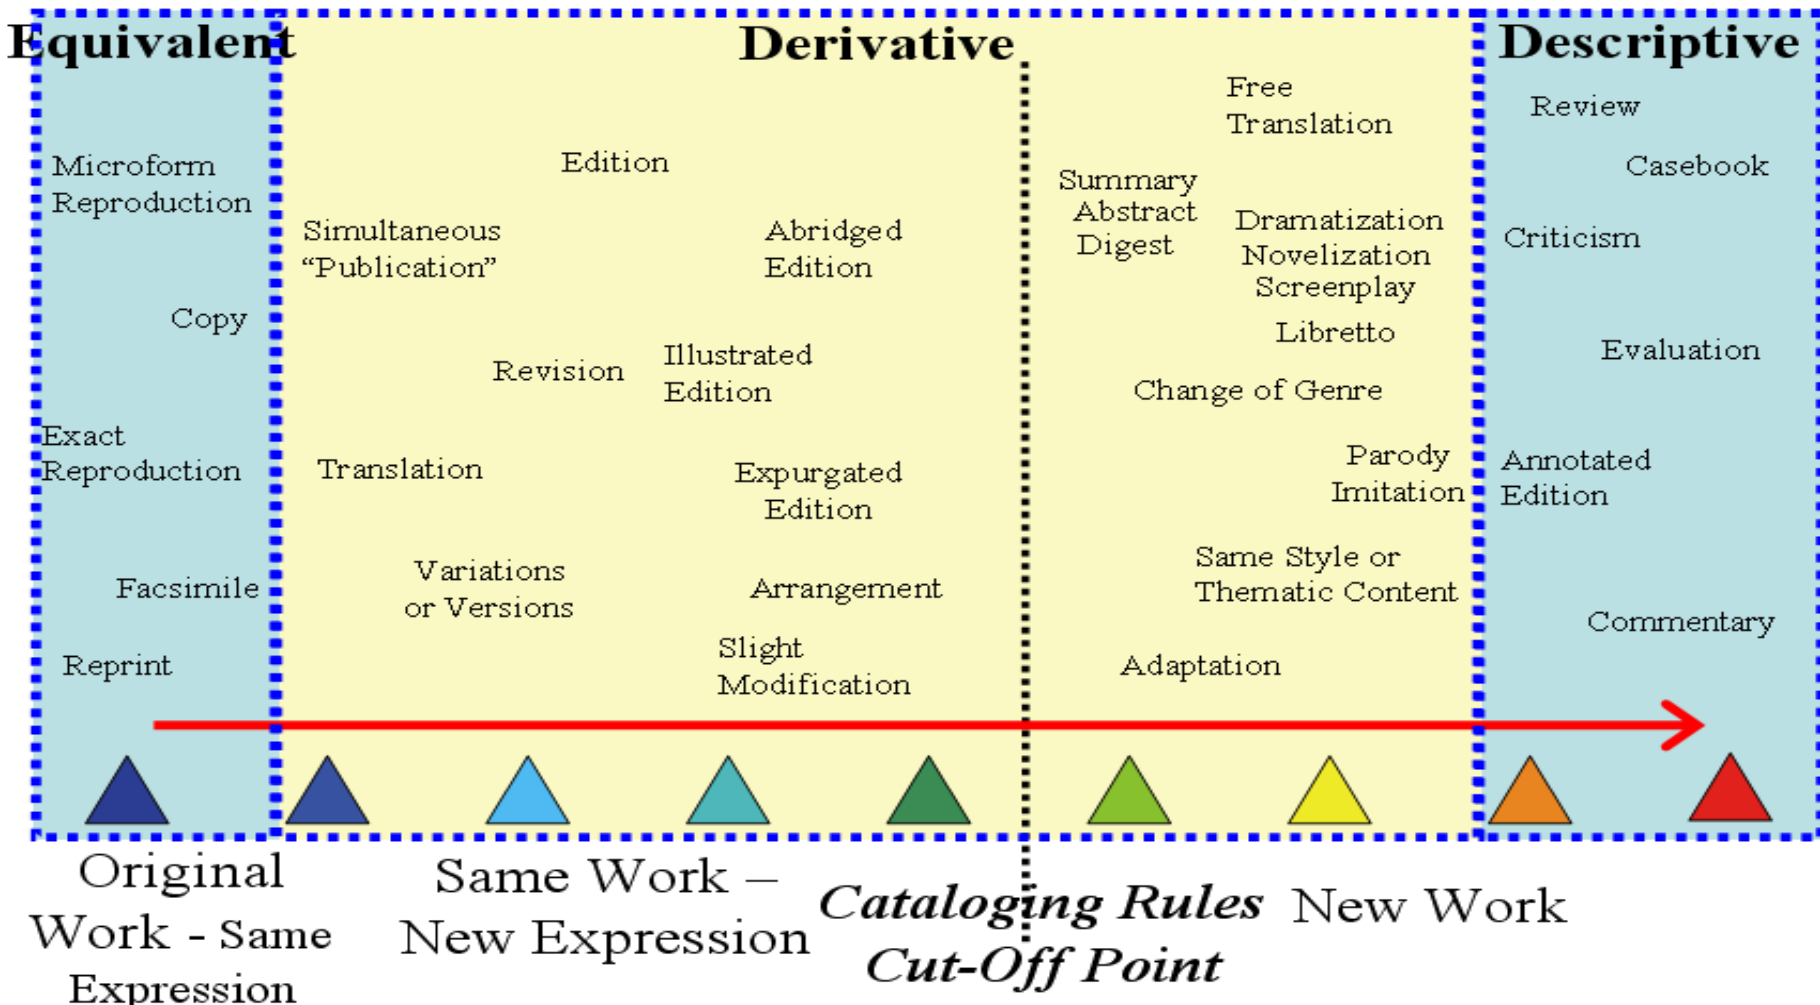 Equivalent
Derivative
Descriptive
Microform
Reproduction
Copy
Exact
Reproduction
Facsimile
Reprint
Edition
Simultaneous
“Publication”
Abridged
Edition
Revision
Illustrated
Edition
Translation
Expurgated
Edition
Variations
or Versions
Arrangement
Slight
Modification
Free
Translation
Summary
Abstract
Digest
Dramatization
Novelization
Screenplay
Libretto
Change of Genre
Parody
Imitation
Same Style or
Thematic Content
Adaptation
Review
Casebook
Criticism
Evaluation
Annotated
Edition
Commentary
Original
Work - Same
Expression
Same Work –
New Expression
Cataloging Rules
Cut-Off Point
New Work